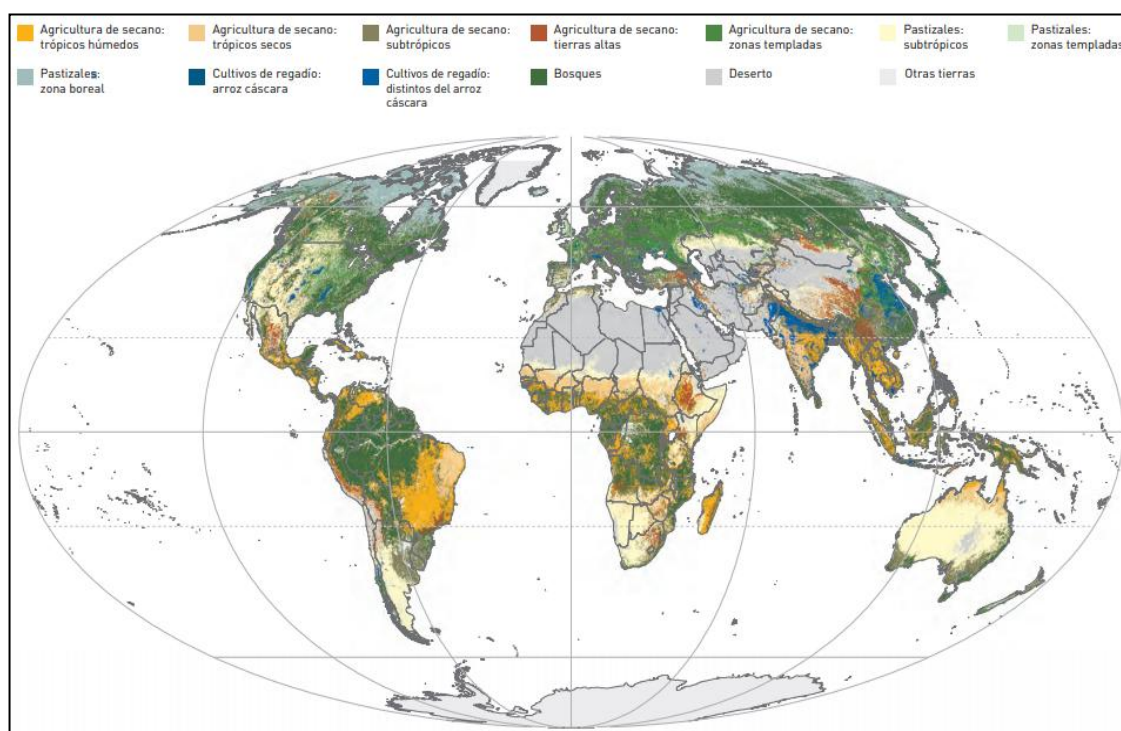 Agricultura de secano:
trópicos húmedos
Agricultura de secano:
trópicos secos
Agricultura de secano:
subtrópicos
Agricultura de secano:
tierras altas
Agricultura de secano:
zonas templadas
Pastizales:
subtrópicos
Pastizales:
zonas templadas
Pastizales:
zona boreal
Cultivos de regadío:
arroz cáscara
Cultivos de regadío:
distintos del arroz
cáscara
Bosques
Deserto
Otras tierras